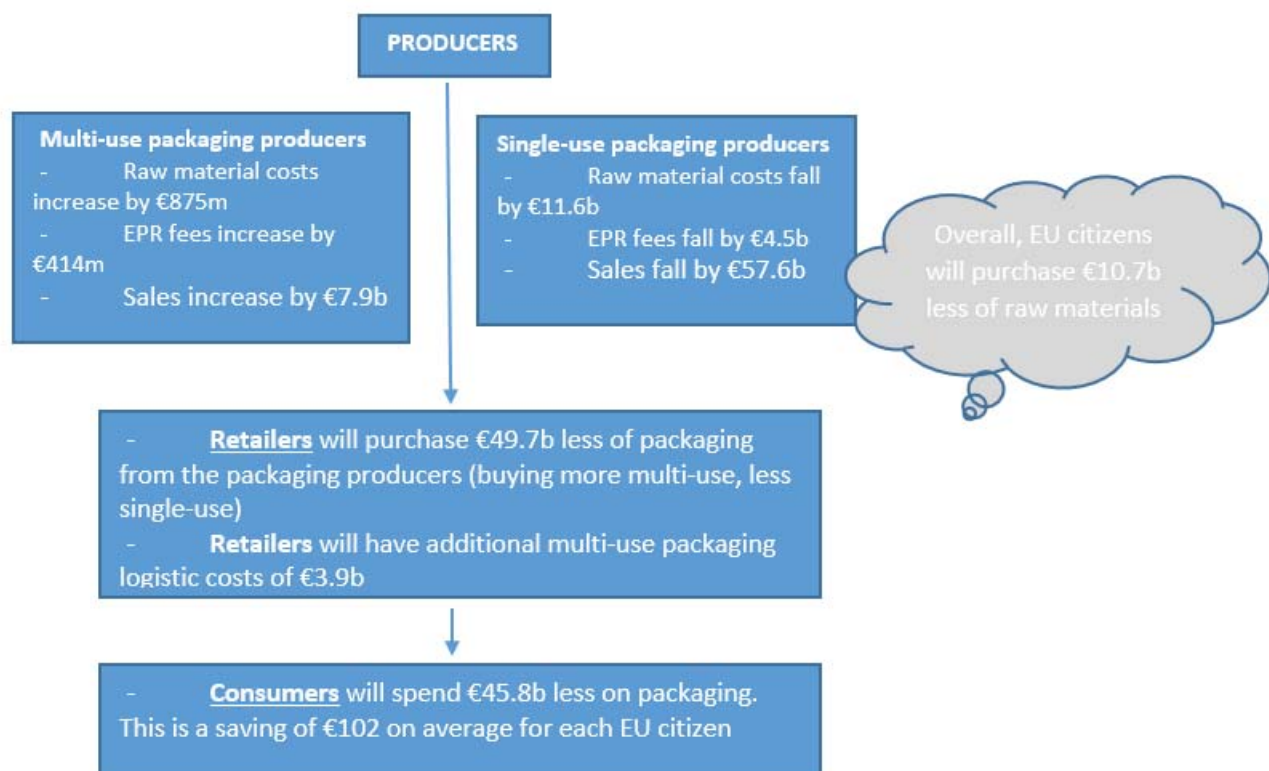 PRODUCERS
Multi-use packaging producers
- Raw material costs
increase by €875m
- EPR fees increase by
€414m
- Sales increase by €7.9b
Single-use packaging producers
- Raw material costs fall
by €11.6b
- EPR fees fall by €4.5b
- Sales fall by €57.6b
Overall, EU citizens
will purchase €10.7b
less of raw materials
- Retailers will purchase €49.7b less of packaging
from the packaging producers (buying more multi-use, less
single-use)
- Retailers will have additional multi-use packaging
logistic costs of €3.9b
- Consumers will spend €45.8b less on packaging.
This is a saving of €102 on average for each EU citizen